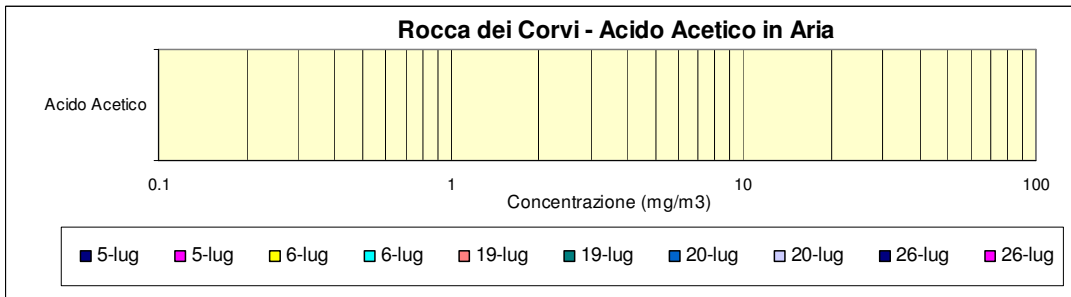 Rocca dei Corvi - Acido Acetico in Aria
Acido Acetico
0.1 1 10 100
Concentrazione (mg/m3)
5-lug 5-lug 6-lug 6-lug 19-lug 19-lug 20-lug 20-lug 26-lug 26-lug